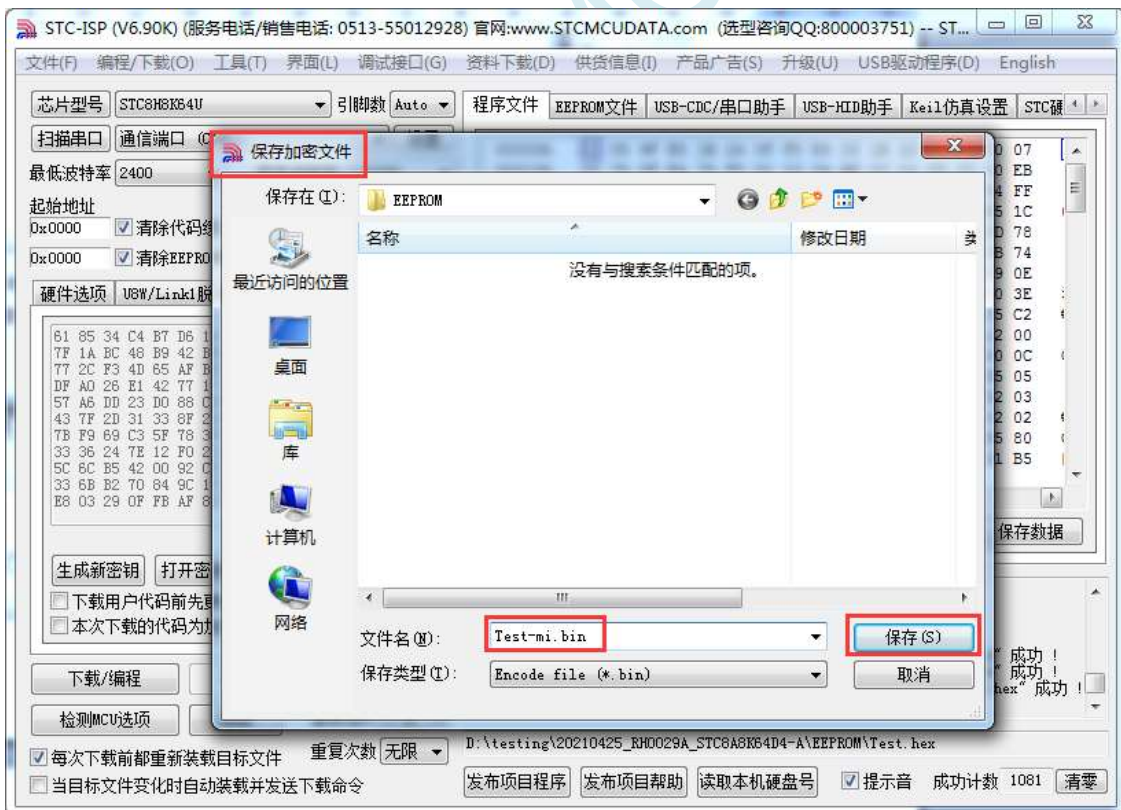 STC-ISP (V6.90K) (服务电话/销售电话: 0513-55012928) 官网:www.STCMCUDATA.com (选型咨询QQ:800003751) -- ST...
文件(F) 编程/下载(O) 工具(T) 界面(L) 调试接口(G) 资料下载(D) 供货信息(I) 产品广告(S) 升级(U) USB驱动程序(D) English
芯片型号 STC8H8K64U 引脚数 Auto 程序文件 EEPROM文件 USB-CDC/串口助手 USB-HID助手 Keil仿真设置 STC硬
扫描串口 通信端口
最低波特率 2400
起始地址
0x0000 清除代码缓
0x0000 清除EEPRO
硬件选项 U8W/Link1脱
61 85 34 C4 B7 D6 1
7F 1A BC 48 B9 42 B
77 2C F3 4D 65 AF B
DF A0 26 E1 42 77 1
57 A6 DD 23 D0 88 C
43 7F 2D 31 33 8F 2
7B F9 69 C3 5F 78 3
33 36 24 7E 12 F0 2
5C 6C B5 42 00 92 C
33 6B B2 70 84 9C 1
E8 03 29 0F FB AF 8
生成新密钥 打开密
下载用户代码前先
本次下载的代码为加
下载/编程
检测MCU选项
保存加密文件
保存在(I): EEPROM
名称 修改日期 类
没有与搜索条件匹配的项。
最近访问的位置
桌面
库
计算机
网络
文件名(N): Test-mi.bin 保存(S)
保存类型(T): Encode file (*.bin) 取消
07
EB
FF
1C
78
74
0E
3E
C2
00
0C
05
03
02
80
B5
保存数据
成功 !
成功 !
hex" 成功 !
每次下载前都重新装载目标文件 重复次数 无限
D:\testing\20210425_RH0029A_STC8A8K64D4-A\EEPROM\Test.hex
当目标文件变化时自动装载并发送下载命令 发布项目程序 发布项目帮助 读取本机硬盘号 提示音 成功计数 1081 清零